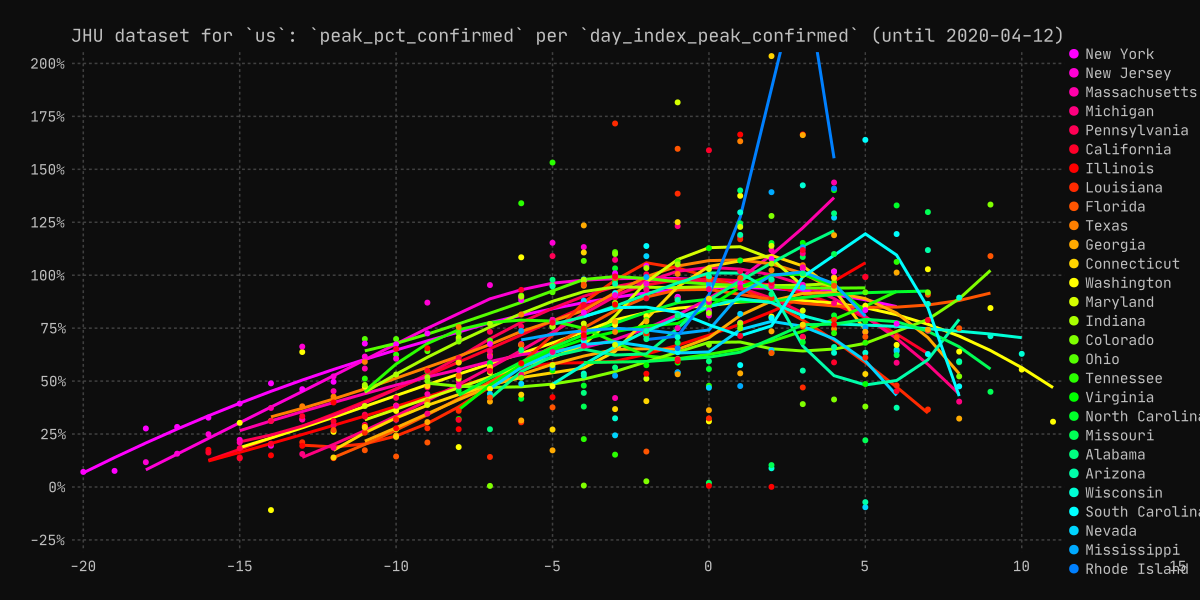 JHU dataset for `us`: `peak_pct_confirmed` per `day_index_peak_confirmed` (until 2020-04-12)
200%
175%
150%
125%
100%
75%
50%
25%
0%
−25%
−20
−15
−10
−5
0
5
10
15
New York
New Jersey
Massachusetts
Michigan
Pennsylvania
California
Illinois
Louisiana
Florida
Texas
Georgia
Connecticut
Washington
Maryland
Indiana
Colorado
Ohio
Tennessee
Virginia
North Carolina
Missouri
Alabama
Arizona
Wisconsin
South Carolina
Nevada
Mississippi
Rhode Island